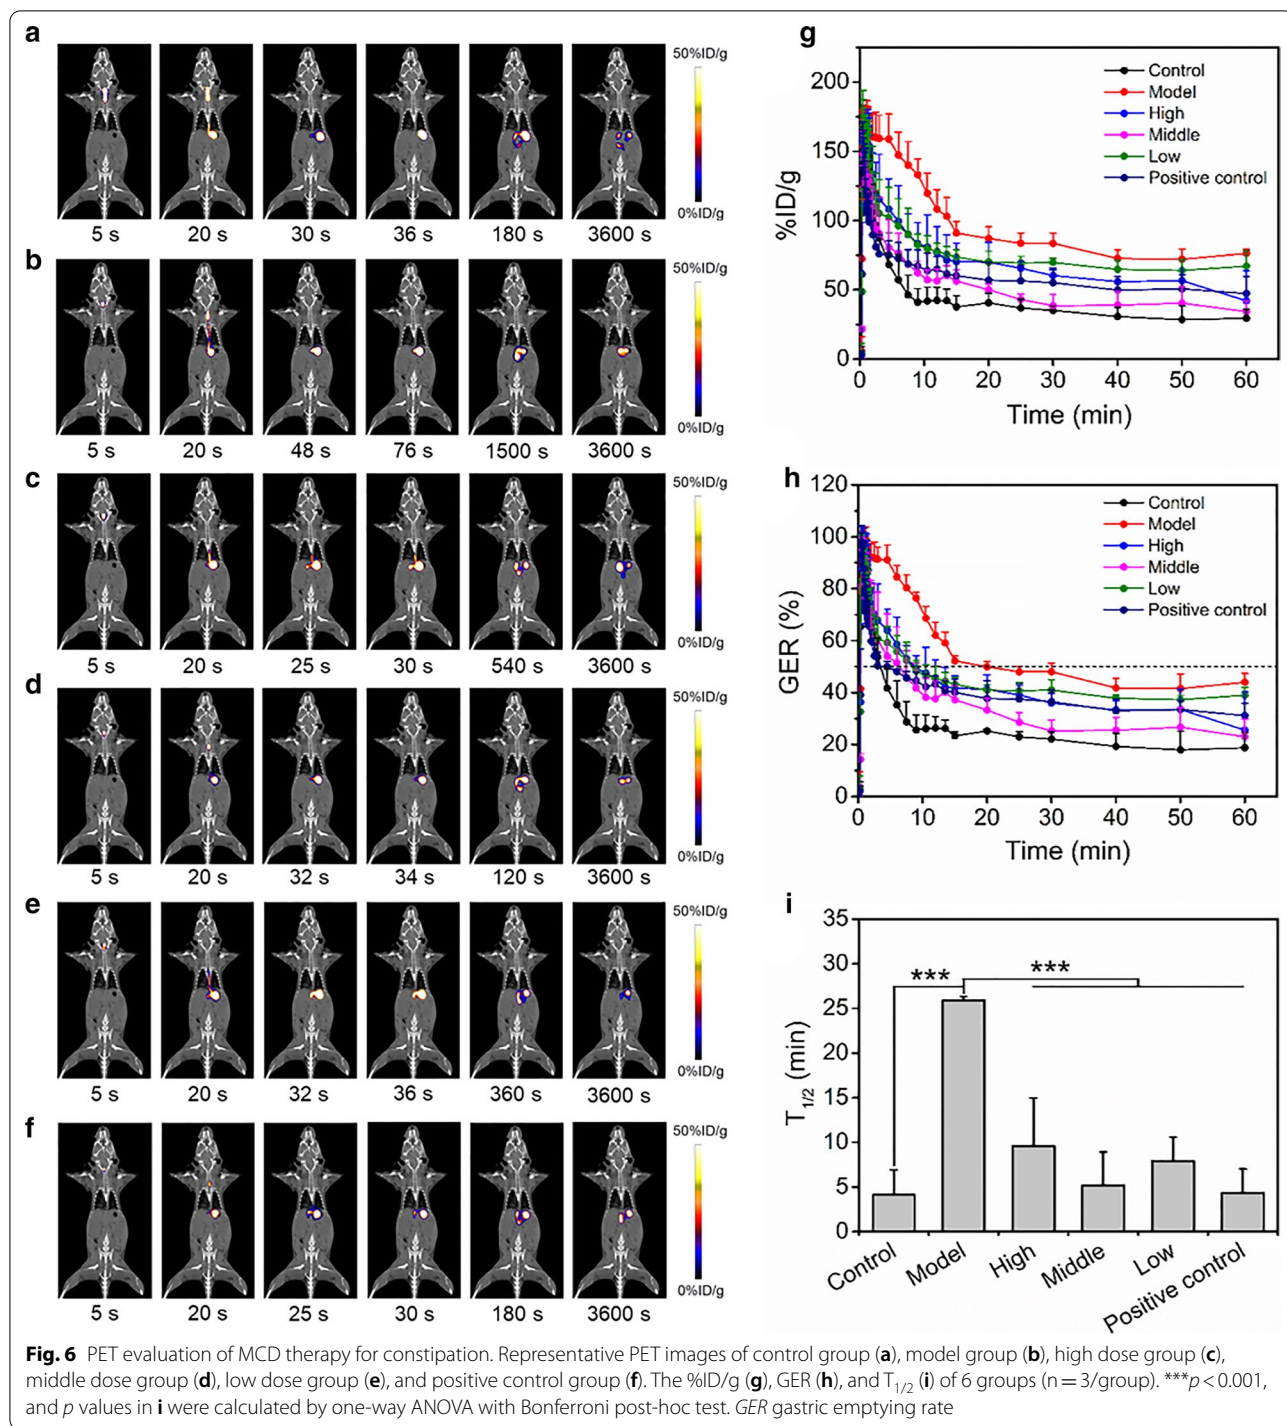 a
50%ID/g
0%ID/g
5 s 20 s 30 s 36 s 180 s 3600 s
b
50%ID/g
0%ID/g
5 s 20 s 48 s 76 s 1500 s 3600 s
c
50%ID/g
0%ID/g
5 s 20 s 25 s 30 s 540 s 3600 s
d
50%ID/g
0%ID/g
5 s 20 s 32 s 34 s 120 s 3600 s
e
50%ID/g
0%ID/g
5 s 20 s 32 s 36 s 360 s 3600 s
f
50%ID/g
0%ID/g
5 s 20 s 25 s 30 s 180 s 3600 s
g
%ID/g
200
150
100
50
0
Control
Model
High
Middle
Low
Positive control
0 10 20 30 40 50 60
Time (min)
h
GER (%)
120
100
80
60
40
20
0
Control
Model
High
Middle
Low
Positive control
0 10 20 30 40 50 60
Time (min)
i
T1/2 (min)
35
30
25
20
15
10
5
0
*** ***
Control Model High Middle Low Positive control
Fig. 6 PET evaluation of MCD therapy for constipation. Representative PET images of control group (a), model group (b), high dose group (c),
middle dose group (d), low dose group (e), and positive control group (f). The %ID/g (g), GER (h), and T1/2 (i) of 6 groups (n = 3/group). ***p < 0.001,
and p values in i were calculated by one-way ANOVA with Bonferroni post-hoc test. GER gastric emptying rate